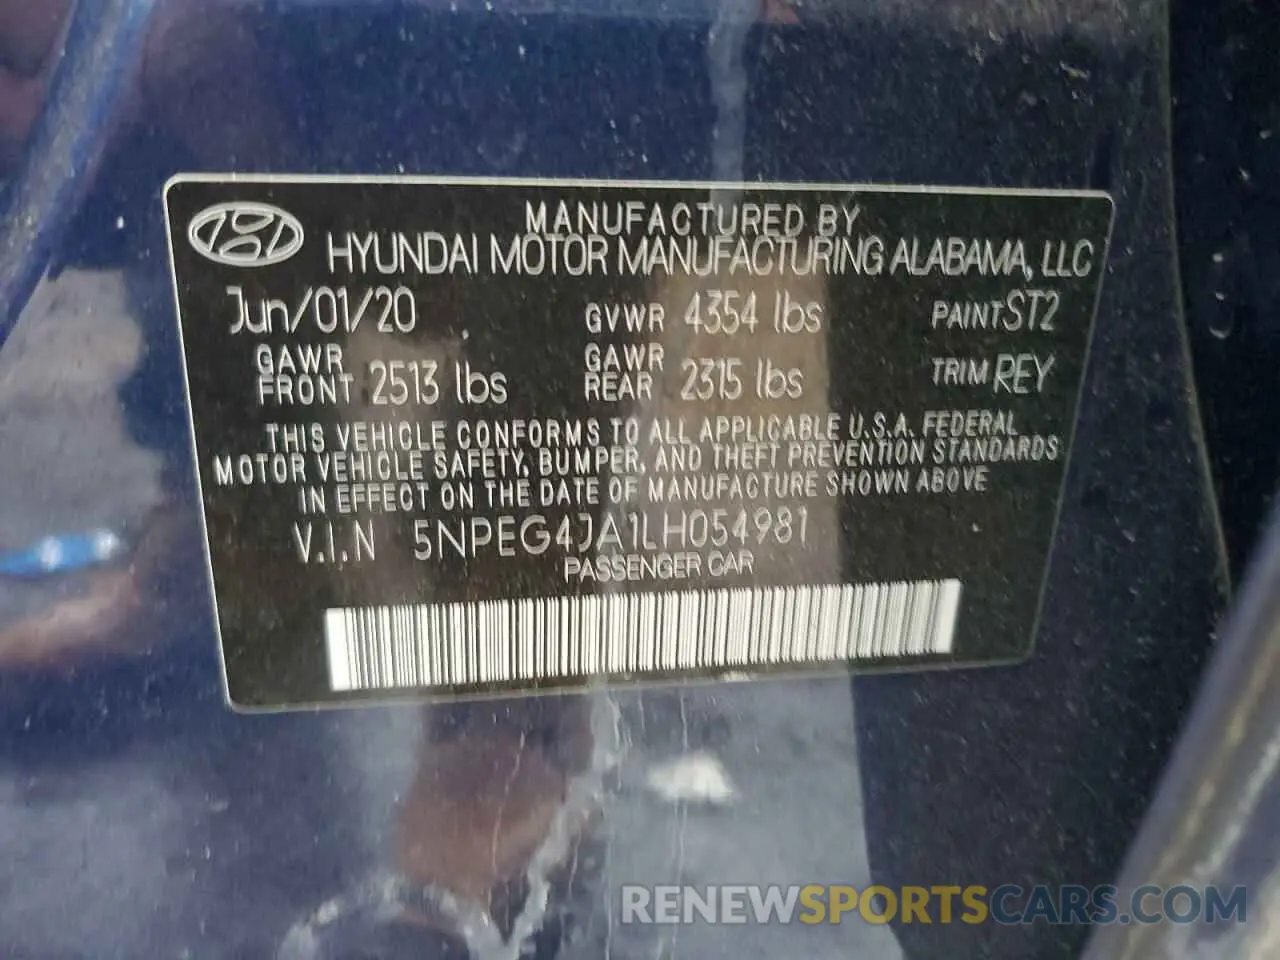 MANUFACTURED BY
HYUNDAI MOTOR MANUFACTURING ALABAMA, LLC
Jun/01/20 GVWR 4354 lbs PAINT ST2
GAWR FRONT 2513 lbs GAWR REAR 2315 lbs TRIM REY
THIS VEHICLE CONFORMS TO ALL APPLICABLE U.S.A. FEDERAL
MOTOR VEHICLE SAFETY, BUMPER, AND THEFT PREVENTION STANDARDS
IN EFFECT ON THE DATE OF MANUFACTURE SHOWN ABOVE
V.I.N 5NPEG4JA1LH054981
PASSENGER CAR
RENEWSPORTSCARS.COM